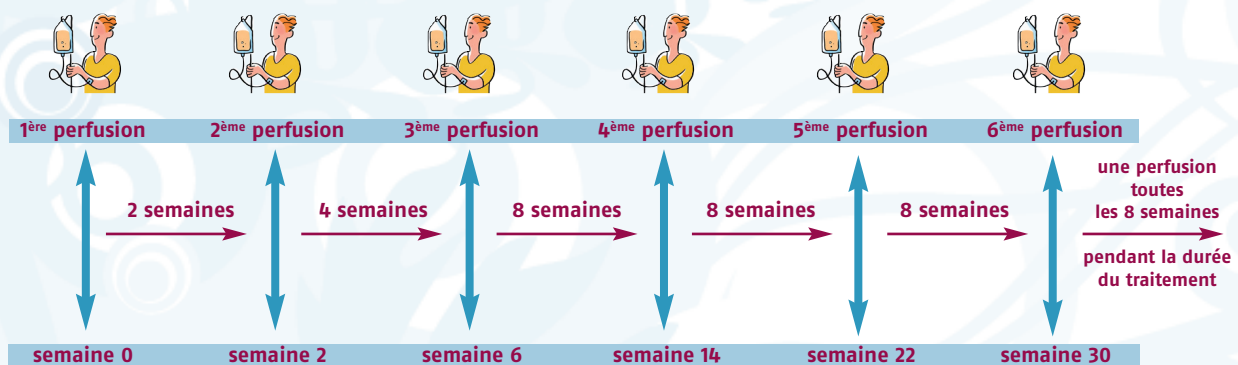 1ère perfusion 2ème perfusion 3ème perfusion 4ème perfusion 5ème perfusion 6ème perfusion
2 semaines 4 semaines 8 semaines 8 semaines 8 semaines
une perfusion
toutes
les 8 semaines
pendant la durée
du traitement
semaine 0 semaine 2 semaine 6 semaine 14 semaine 22 semaine 30